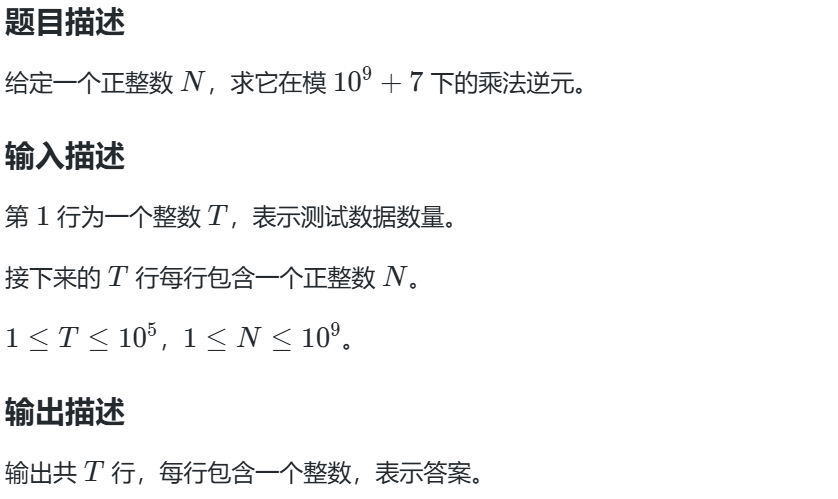 题目描述
给定一个正整数 N，求它在模 10^9 + 7 下的乘法逆元。
输入描述
第 1 行为一个整数 T，表示测试数据数量。
接下来的 T 行每行包含一个正整数 N。
1 ≤ T ≤ 10^5，1 ≤ N ≤ 10^9。
输出描述
输出共 T 行，每行包含一个整数，表示答案。